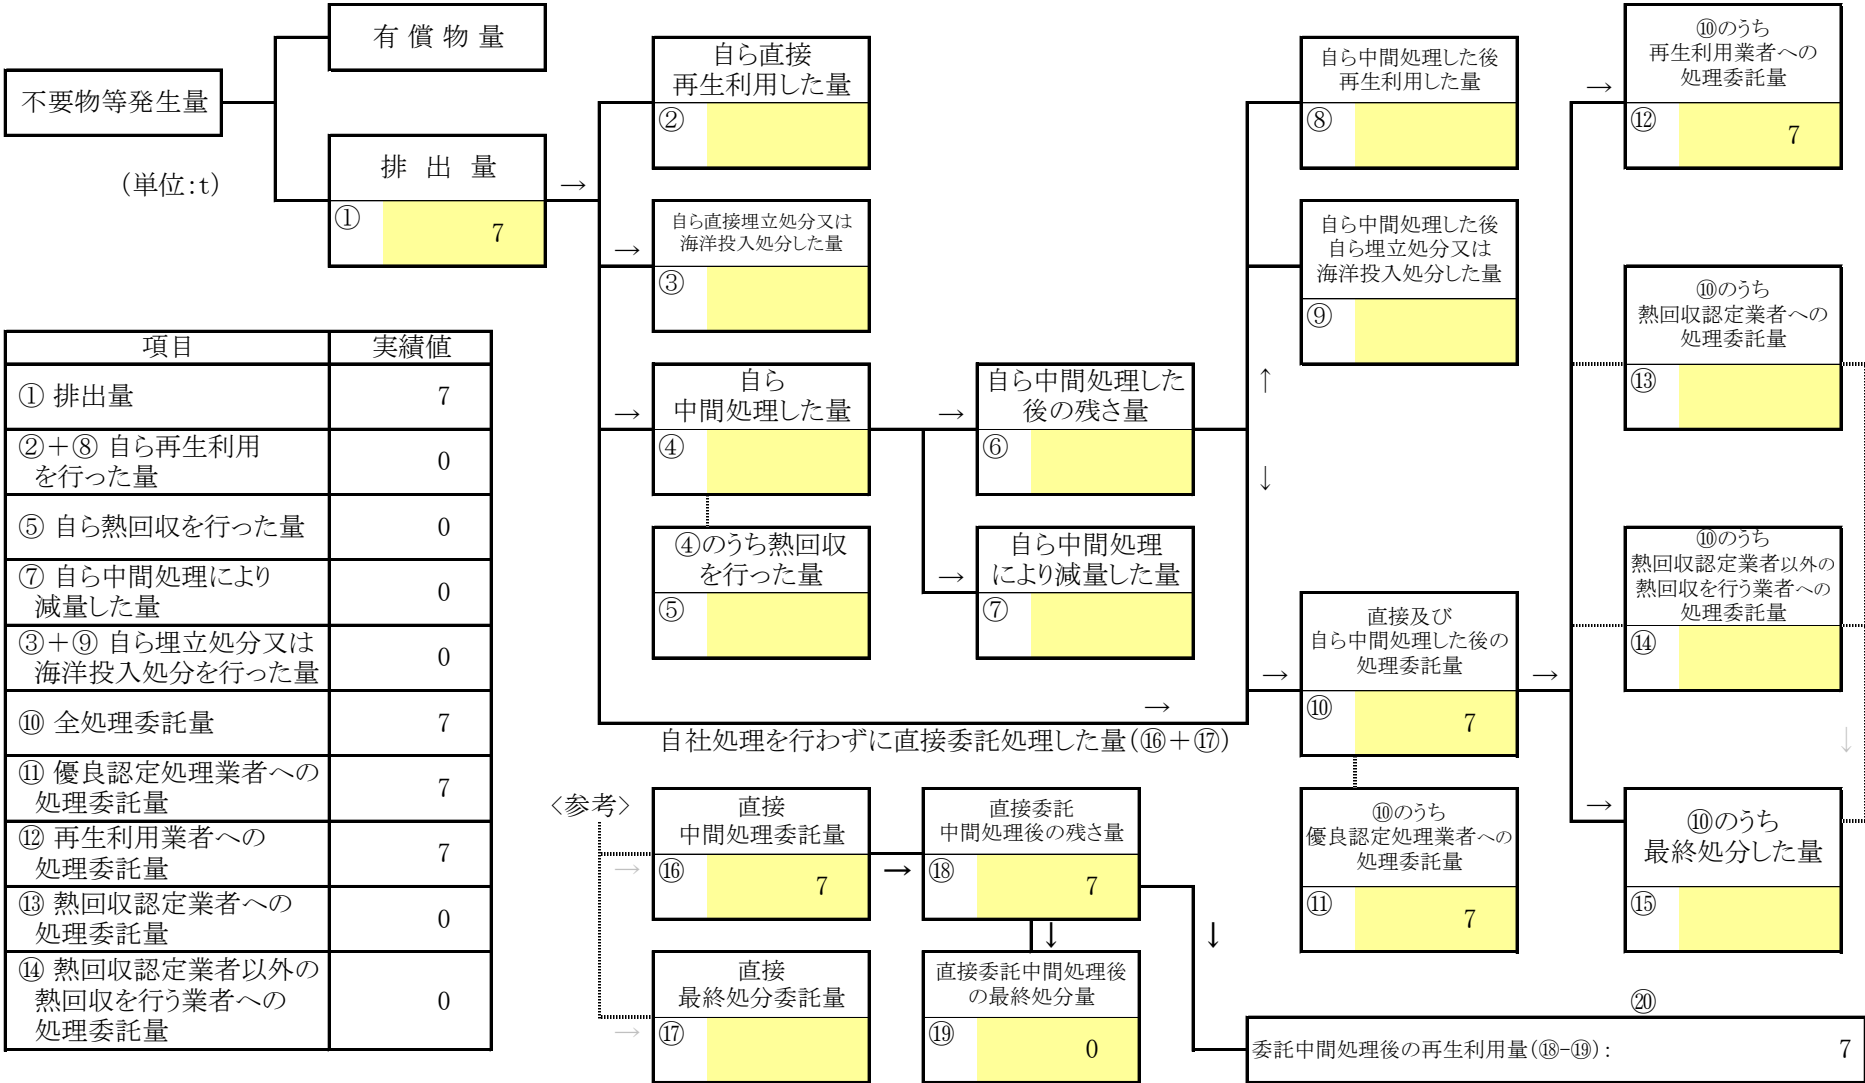 不要物等発生量
(単位:t)
有 償 物 量
排 出 量
①
7
→
自ら直接
再生利用した量
②
→
自ら直接埋立処分又は
海洋投入処分した量
③
→
自ら
中間処理した量
④
④のうち熱回収
を行った量
⑤
→
自ら中間処理した
後の残さ量
⑥
→
自ら中間処理
により減量した量
⑦
↑
↓
自ら中間処理した後
再生利用した量
⑧
自ら中間処理した後
自ら埋立処分又は
海洋投入処分した量
⑨
→
自社処理を行わずに直接委託処理した量(⑯+⑰)
→
直接及び
自ら中間処理した後の
処理委託量
⑩
7
⑩のうち
優良認定処理業者への
処理委託量
⑪
7
→
→
⑩のうち
再生利用業者への
処理委託量
⑫
7
⑩のうち
熱回収認定業者への
処理委託量
⑬
⑩のうち
熱回収認定業者以外の
熱回収を行う業者への
処理委託量
⑭
↓
→
⑩のうち
最終処分した量
⑮
項目 実績値
① 排出量 7
②+⑧ 自ら再生利用
を行った量 0
⑤ 自ら熱回収を行った量 0
⑦ 自ら中間処理により
減量した量 0
③+⑨ 自ら埋立処分又は
海洋投入処分を行った量 0
⑩ 全処理委託量 7
⑪ 優良認定処理業者への
処理委託量 7
⑫ 再生利用業者への
処理委託量 7
⑬ 熱回収認定業者への
処理委託量 0
⑭ 熱回収認定業者以外の
熱回収を行う業者への
処理委託量 0
〈参考〉
→
直接
中間処理委託量
⑯
7
→
直接委託
中間処理後の残さ量
⑱
7
→
直接
最終処分委託量
⑰
↓
直接委託中間処理後
の最終処分量
⑲
0
↓
⑳
委託中間処理後の再生利用量(⑱-⑲): 7